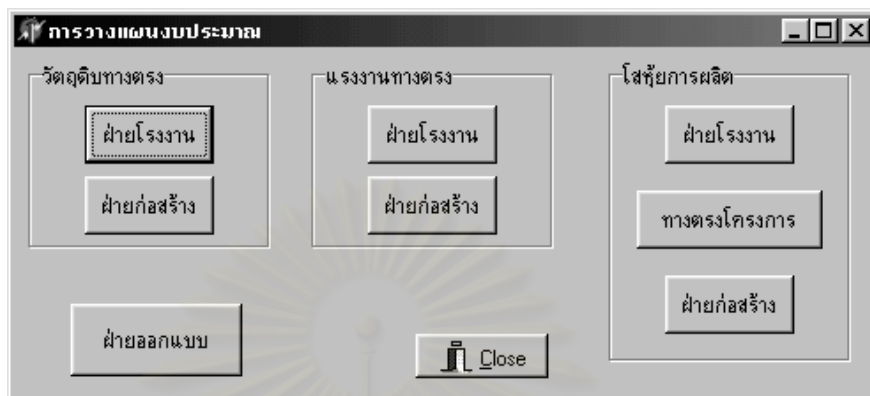 การวางแผนงบประมาณ
วัตถุดิบทางตรง
ฝ่ายโรงงาน
ฝ่ายก่อสร้าง
แรงงานทางตรง
ฝ่ายโรงงาน
ฝ่ายก่อสร้าง
โสหุ้ยการผลิต
ฝ่ายโรงงาน
ทางตรงโครงการ
ฝ่ายก่อสร้าง
ฝ่ายออกแบบ
Close